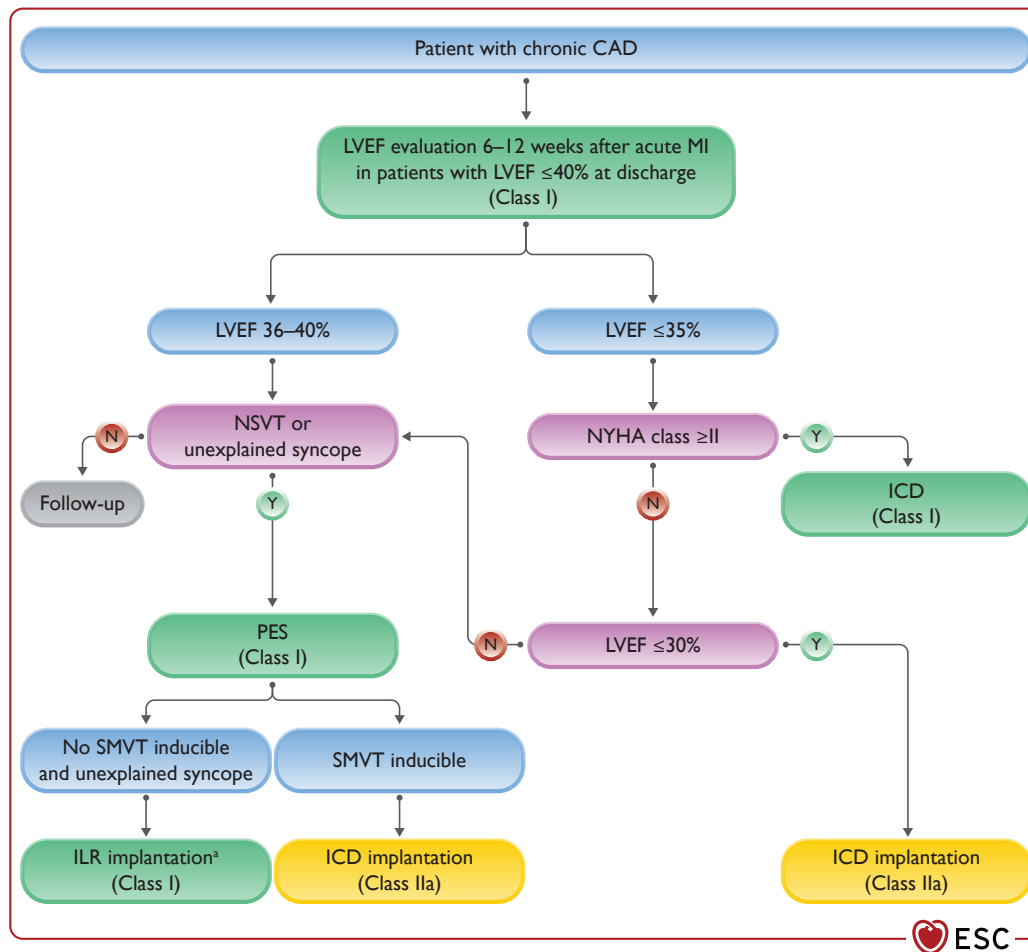 Patient with chronic CAD
LVEF evaluation 6–12 weeks after acute MI
in patients with LVEF ≤40% at discharge
(Class I)
LVEF 36–40%
LVEF ≤35%
NSVT or
unexplained syncope
NYHA class ≥II
N
Y
Follow-up
Y
N
ICD
(Class I)
PES
(Class I)
N
LVEF ≤30%
Y
No SMVT inducible
and unexplained syncope
SMVT inducible
ILR implantationᵃ
(Class I)
ICD implantation
(Class IIa)
ICD implantation
(Class IIa)
ESC